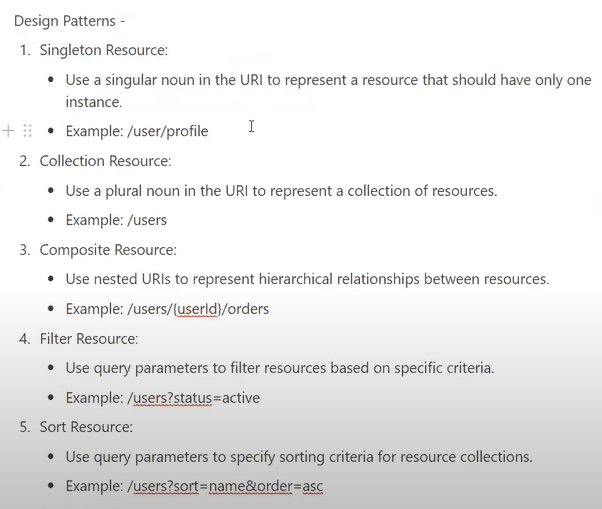 Design Patterns -
1. Singleton Resource:
• Use a singular noun in the URI to represent a resource that should have only one
instance.
• Example: /user/profile
2. Collection Resource:
• Use a plural noun in the URI to represent a collection of resources.
• Example: /users
3. Composite Resource:
• Use nested URIs to represent hierarchical relationships between resources.
• Example: /users/{userId}/orders
4. Filter Resource:
• Use query parameters to filter resources based on specific criteria.
• Example: /users?status=active
5. Sort Resource:
• Use query parameters to specify sorting criteria for resource collections.
• Example: /users?sort=name&order=asc